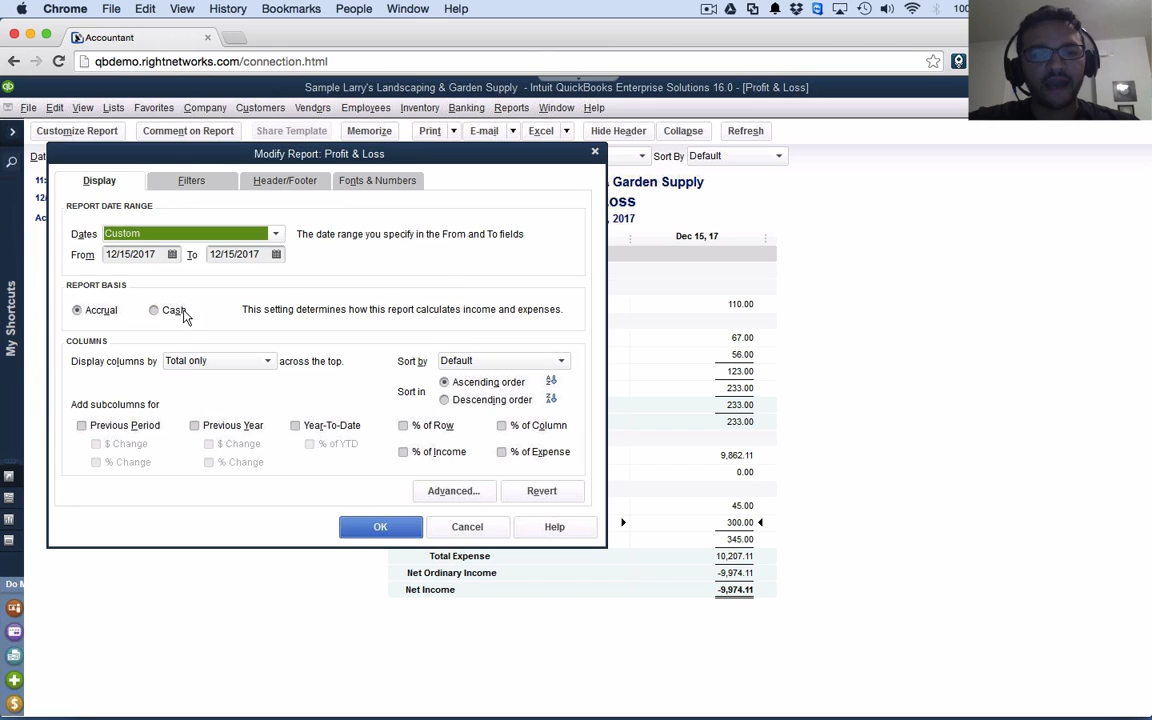 Chrome File Edit View History Bookmarks People Window Help 100
Accountant
qbdemo.rightnetworks.com/connection.html
Sample Larry's Landscaping & Garden Supply - Intuit QuickBooks Enterprise Solutions 16.0 - [Profit & Loss]
File Edit View Lists Favorites Company Customers Vendors Employees Inventory Banking Reports Window Help
Customize Report Comment on Report Share Template Memorize Print E-mail Excel Hide Header Collapse Refresh
Sort By Default
Modify Report: Profit & Loss
Display Filters Header/Footer Fonts & Numbers
REPORT DATE RANGE
Dates Custom The date range you specify in the From and To fields
From 12/15/2017 To 12/15/2017
REPORT BASIS
Accrual Cash This setting determines how this report calculates income and expenses.
COLUMNS
Display columns by Total only across the top. Sort by Default
Sort in Ascending order
Descending order
Add subcolumns for
Previous Period Previous Year Year-To-Date % of Row % of Column
$ Change $ Change % of YTD
% Change % Change % of Income % of Expense
Advanced... Revert
OK Cancel Help
My Shortcuts
& Garden Supply
, 2017
Dec 15, 17
110.00
67.00
56.00
123.00
233.00
233.00
233.00
9,862.11
0.00
45.00
300.00
345.00
Total Expense 10,207.11
Net Ordinary Income -9,974.11
Net Income -9,974.11